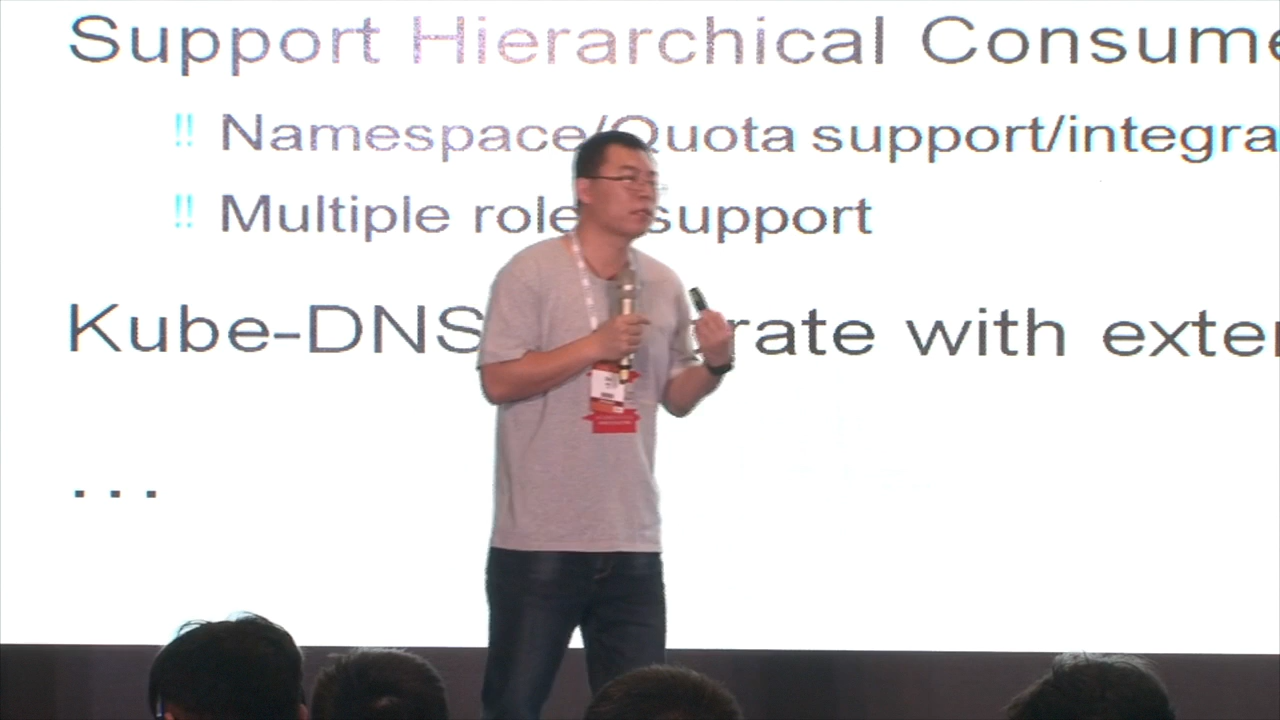 Support Hierarchical Consume
!! Namespace/Quota support/integra
!! Multiple role support
Kube-DNS rate with exter
...